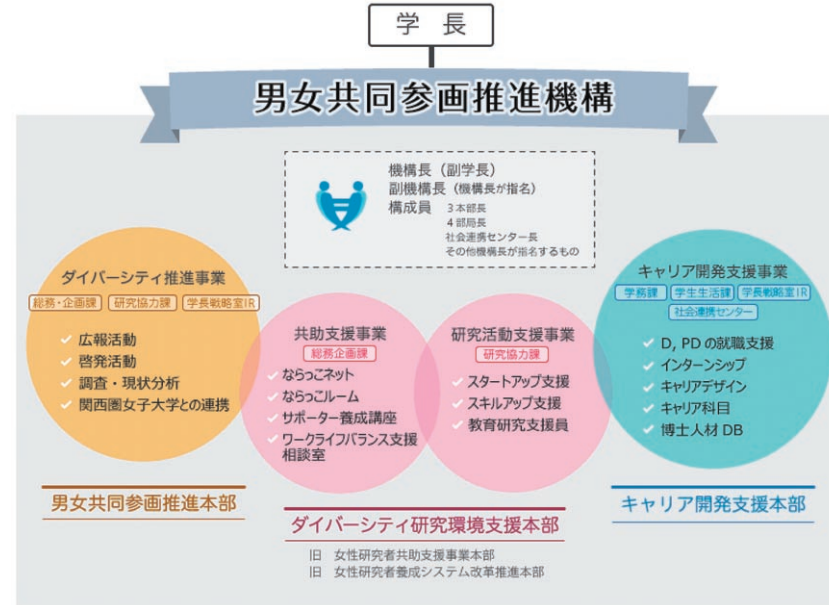 学 長
男女共同参画推進機構
機構長（副学長）
副機構長（機構長が指名）
構成員 3本部長
4部局長
社会連携センター長
その他機構長が指名するもの
ダイバーシティ推進事業
総務・企画課 研究協力課 学長戦略室IR
広報活動
啓発活動
調査・現状分析
関西圏女子大学との連携
共助支援事業
総務企画課
ならっこネット
ならっこルーム
サポーター養成講座
ワークライフバランス支援
相談室
研究活動支援事業
研究協力課
スタートアップ支援
スキルアップ支援
教育研究支援員
キャリア開発支援事業
学務課 学生生活課 学長戦略室IR
社会連携センター
D, PDの就職支援
インターンシップ
キャリアデザイン
キャリア科目
博士人材DB
男女共同参画推進本部
ダイバーシティ研究環境支援本部
旧 女性研究者共助支援事業本部
旧 女性研究者養成システム改革推進本部
キャリア開発支援本部